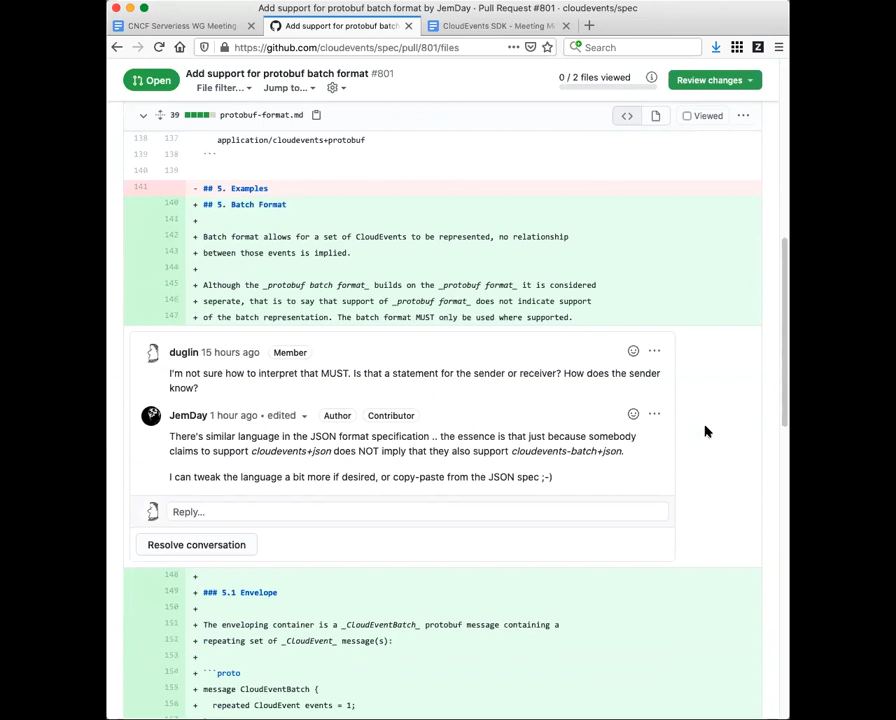 Add support for protobuf batch format by JemDay · Pull Request #801 · cloudevents/spec
CNCF Serverless WG Meeting
Add support for protobuf batch
CloudEvents SDK - Meeting M
https://github.com/cloudevents/spec/pull/801/files
Search
Open
Add support for protobuf batch format #801
File filter...
Jump to...
0 / 2 files viewed
Review changes
39
protobuf-format.md
Viewed
138 137 application/cloudevents+protobuf
139 138 ```
140 139
141 - ## 5. Examples
140 + ## 5. Batch Format
141 +
142 + Batch format allows for a set of CloudEvents to be represented, no relationship
143 + between those events is implied.
144 +
145 + Although the _protobuf batch format_ builds on the _protobuf format_ it is considered
146 + seperate, that is to say that support of _protobuf format_ does not indicate support
147 + of the batch representation. The batch format MUST only be used where supported.
duglin 15 hours ago Member
I'm not sure how to interpret that MUST. Is that a statement for the sender or receiver? How does the sender
know?
JemDay 1 hour ago • edited Author Contributor
There's similar language in the JSON format specification .. the essence is that just because somebody
claims to support cloudevents+json does NOT imply that they also support cloudevents-batch+json.
I can tweak the language a bit more if desired, or copy-paste from the JSON spec ;-)
Reply...
Resolve conversation
148 +
149 + ### 5.1 Envelope
150 +
151 + The enveloping container is a _CloudEventBatch_ protobuf message containing a
152 + repeating set of _CloudEvent_ message(s):
153 +
154 + ```proto
155 + message CloudEventBatch {
156 + repeated CloudEvent events = 1;